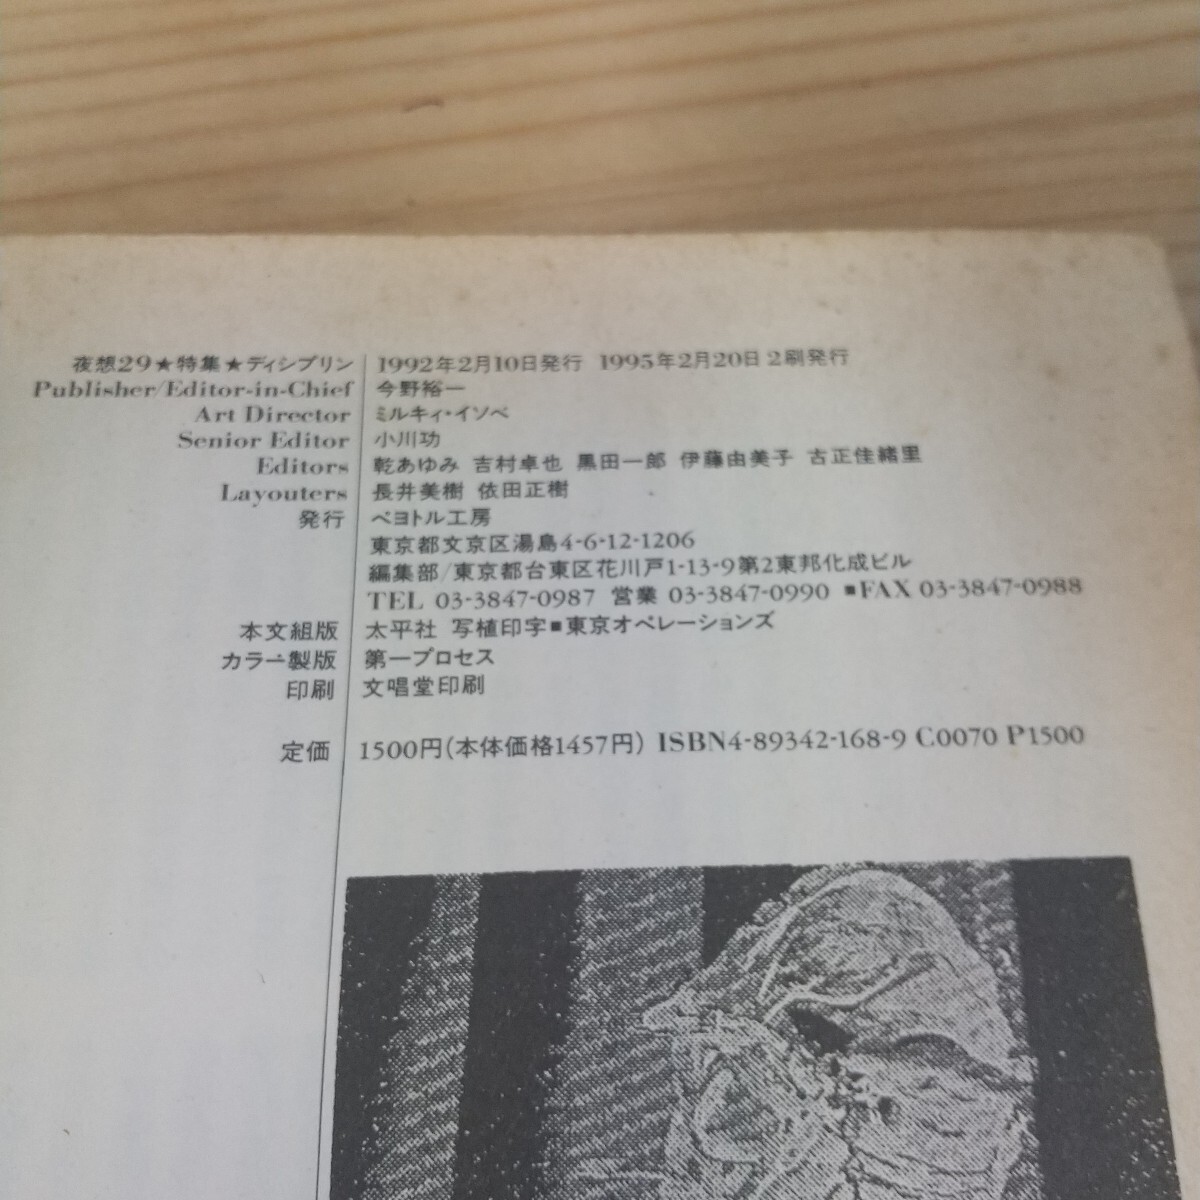 夜想29★特集★ディシプリン 1992年2月10日発行 1995年2月20日2刷発行
Publisher/Editor-in-Chief 今野裕一
Art Director ミルキィ・イソベ
Senior Editor 小川功
Editors 乾あゆみ 吉村卓也 黒田一郎 伊藤由美子 古正佳緒里
Layouters 長井美樹 依田正樹
発行 ペヨトル工房
東京都文京区湯島4-6-12-1206
編集部/東京都台東区花川戸1-13-9第2東邦化成ビル
TEL 03-3847-0987 営業 03-3847-0990 ■FAX 03-3847-0988
本文組版 太平社 写植印字■東京オペレーションズ
カラー製版 第一プロセス
印刷 文唱堂印刷
定価 1500円(本体価格1457円) ISBN4-89342-168-9 C0070 P1500